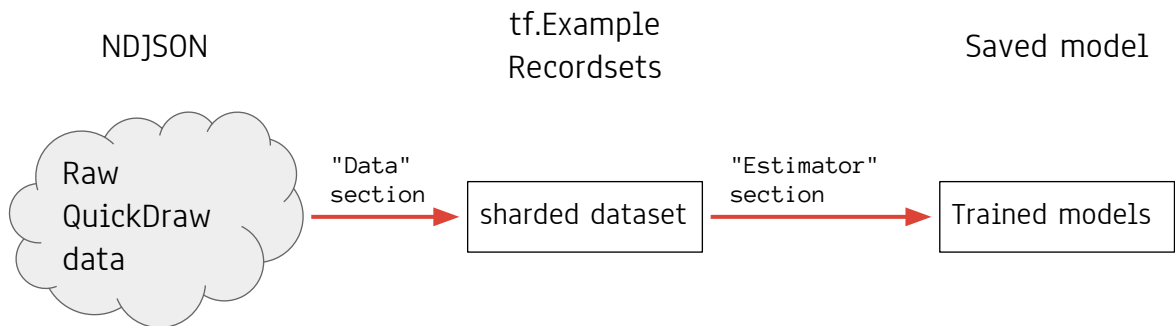 NDJSON
tf.Example
Recordsets
Saved model
Raw
QuickDraw
data
"Data"
section
sharded dataset
"Estimator"
section
Trained models